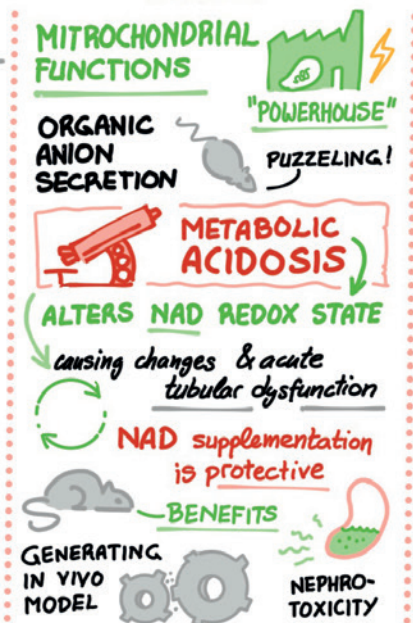 MITROCHONDRIAL
FUNCTIONS
"POWERHOUSE"
ORGANIC
ANION
SECRETION
PUZZELING!
METABOLIC
ACIDOSIS
ALTERS NAD REDOX STATE
causing changes & acute
tubular dysfunction
NAD supplementation
is protective
BENEFITS
GENERATING
IN VIVO
MODEL
NEPHRO-
TOXICITY